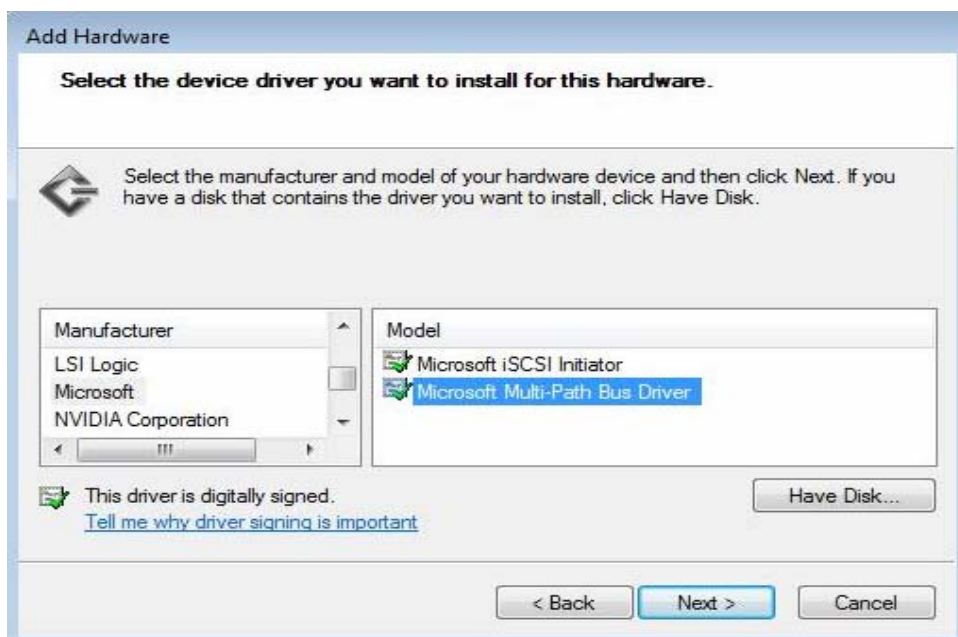 Add Hardware
Select the device driver you want to install for this hardware.
Select the manufacturer and model of your hardware device and then click Next. If you
have a disk that contains the driver you want to install, click Have Disk.
Manufacturer
LSI Logic
Microsoft
NVIDIA Corporation
Model
Microsoft iSCSI Initiator
Microsoft Multi-Path Bus Driver
This driver is digitally signed.
Tell me why driver signing is important
Have Disk...
< Back
Next >
Cancel